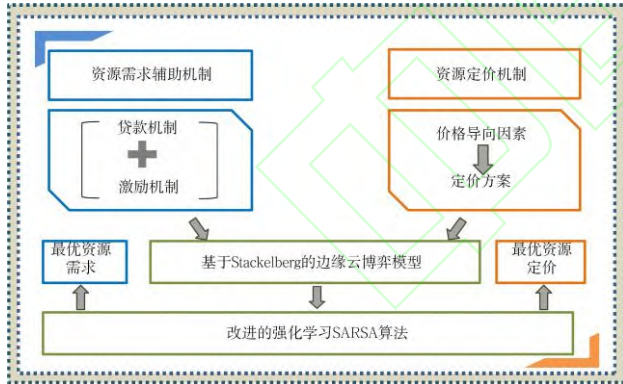 资源需求辅助机制
资源定价机制
贷款机制
激励机制
价格导向因素
定价方案
最优资源
需求
基于Stackelberg的边缘云博弈模型
最优资源
定价
改进的强化学习SARSA算法